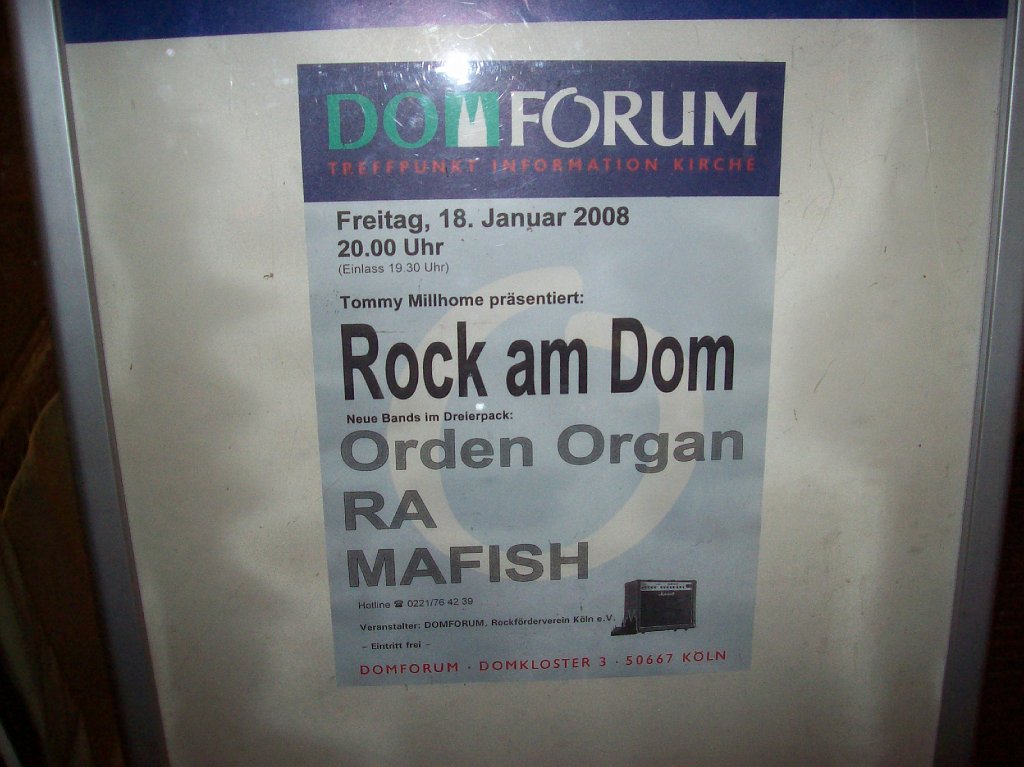 DOMFORUM
TREFFPUNKT INFORMATION KIRCHE
Freitag, 18. Januar 2008
20.00 Uhr
(Einlass 19.30 Uhr)
Tommy Millhome präsentiert:
Rock am Dom
Neue Bands im Dreierpack:
Orden Organ
RA
MAFISH
Hotline ☎ 0221/76 42 39
Veranstalter: DOMFORUM, Rockförderverein Köln e.V.
– Eintritt frei –
DOMFORUM · DOMKLOSTER 3 · 50667 KÖLN